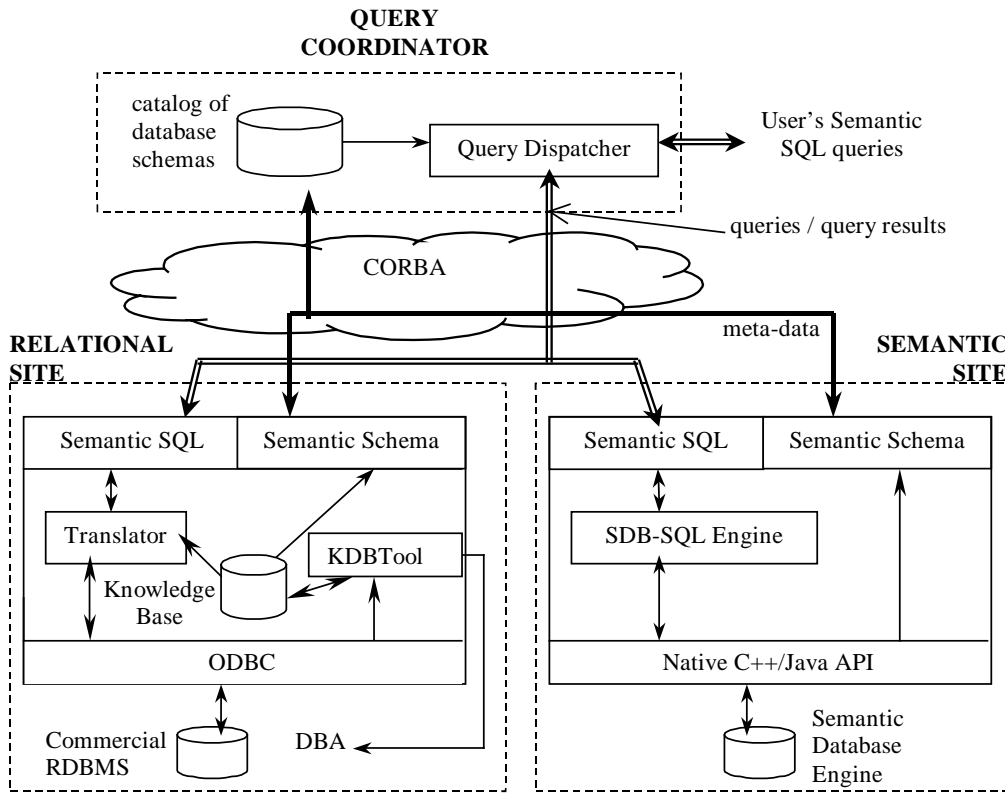 QUERY
COORDINATOR
catalog of
database
schemas
Query Dispatcher
User's Semantic
SQL queries
queries / query results
CORBA
meta-data
RELATIONAL
SITE
SEMANTIC
SITE
Semantic SQL
Semantic Schema
Semantic SQL
Semantic Schema
Translator
KDBTool
SDB-SQL Engine
Knowledge
Base
ODBC
Native C++/Java API
Commercial
RDBMS
DBA
Semantic
Database
Engine